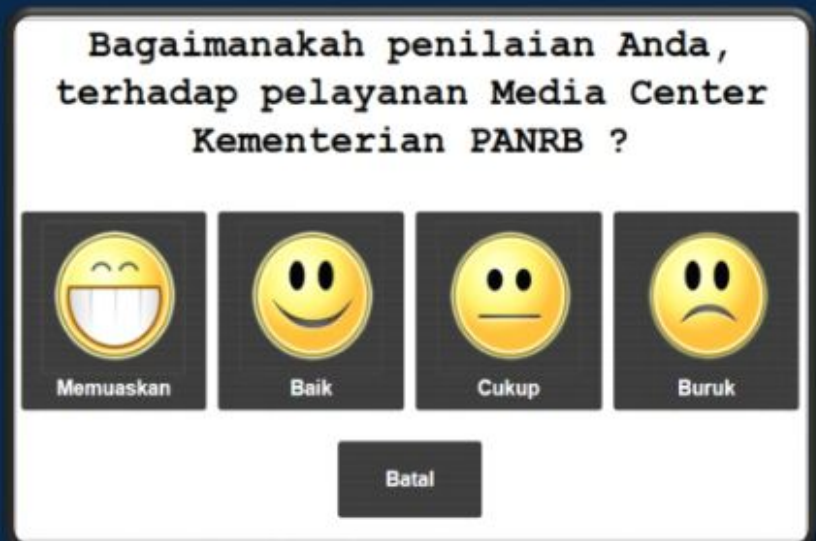 Bagaimanakah penilaian Anda,
terhadap pelayanan Media Center
Kementerian PANRB ?
Memuaskan
Baik
Cukup
Buruk
Batal